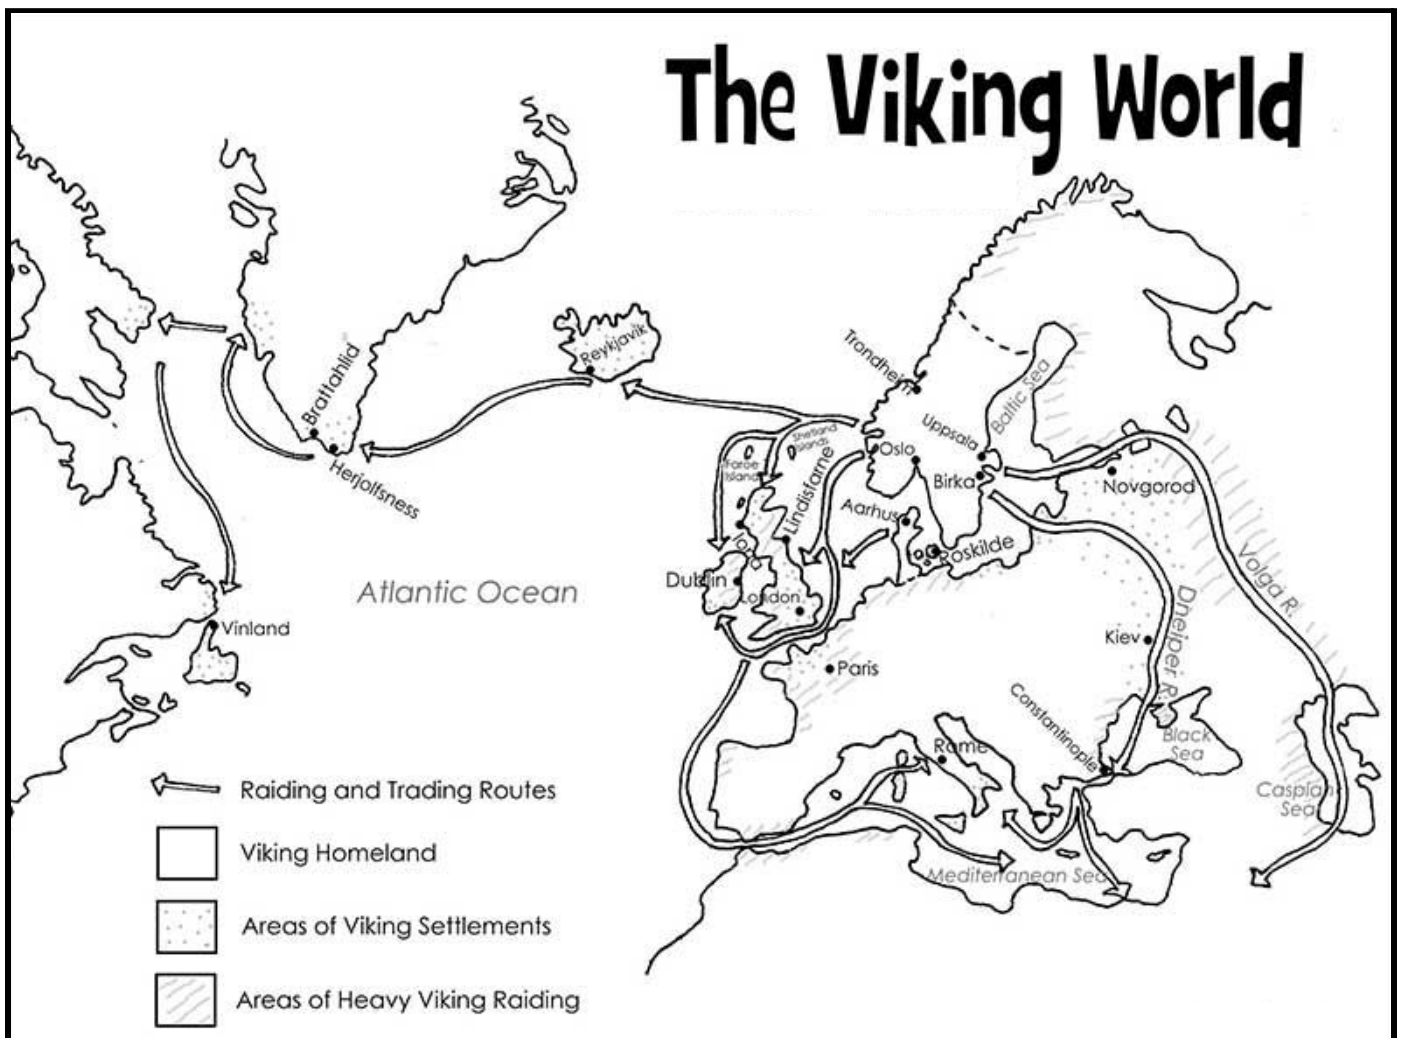 The Viking World
Trondheim
Baltic Sea
Uppsala
Oslo
Birka
Novgorod
Volga R.
Reykjavik
Brattahlid
Herjolfsness
Shetland
Islands
Faroe
Island
Lindisfarne
Aarhus
Roskilde
Dublin
London
Atlantic Ocean
Vinland
Paris
Kiev
Dneiper R.
Constantinople
Black
Sea
Rome
Caspian
Sea
Mediterranean Sea
Raiding and Trading Routes
Viking Homeland
Areas of Viking Settlements
Areas of Heavy Viking Raiding